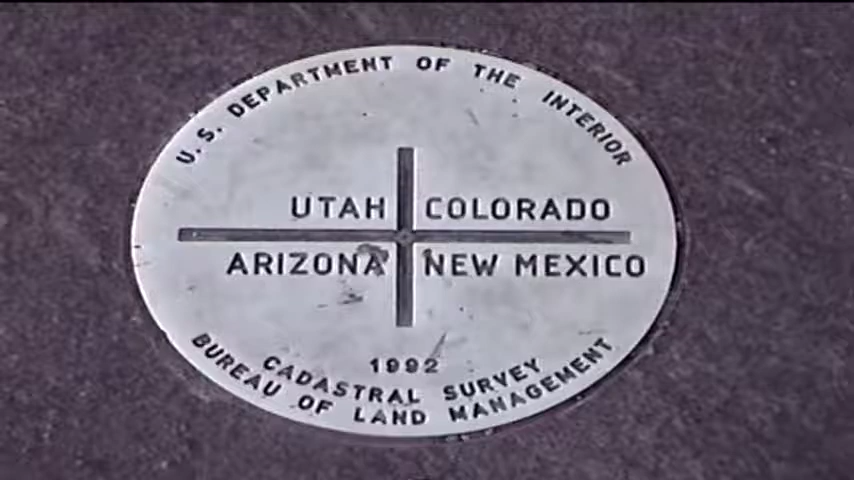 U.S. DEPARTMENT OF THE INTERIOR
UTAH COLORADO
ARIZONA NEW MEXICO
1992
CADASTRAL SURVEY
BUREAU OF LAND MANAGEMENT